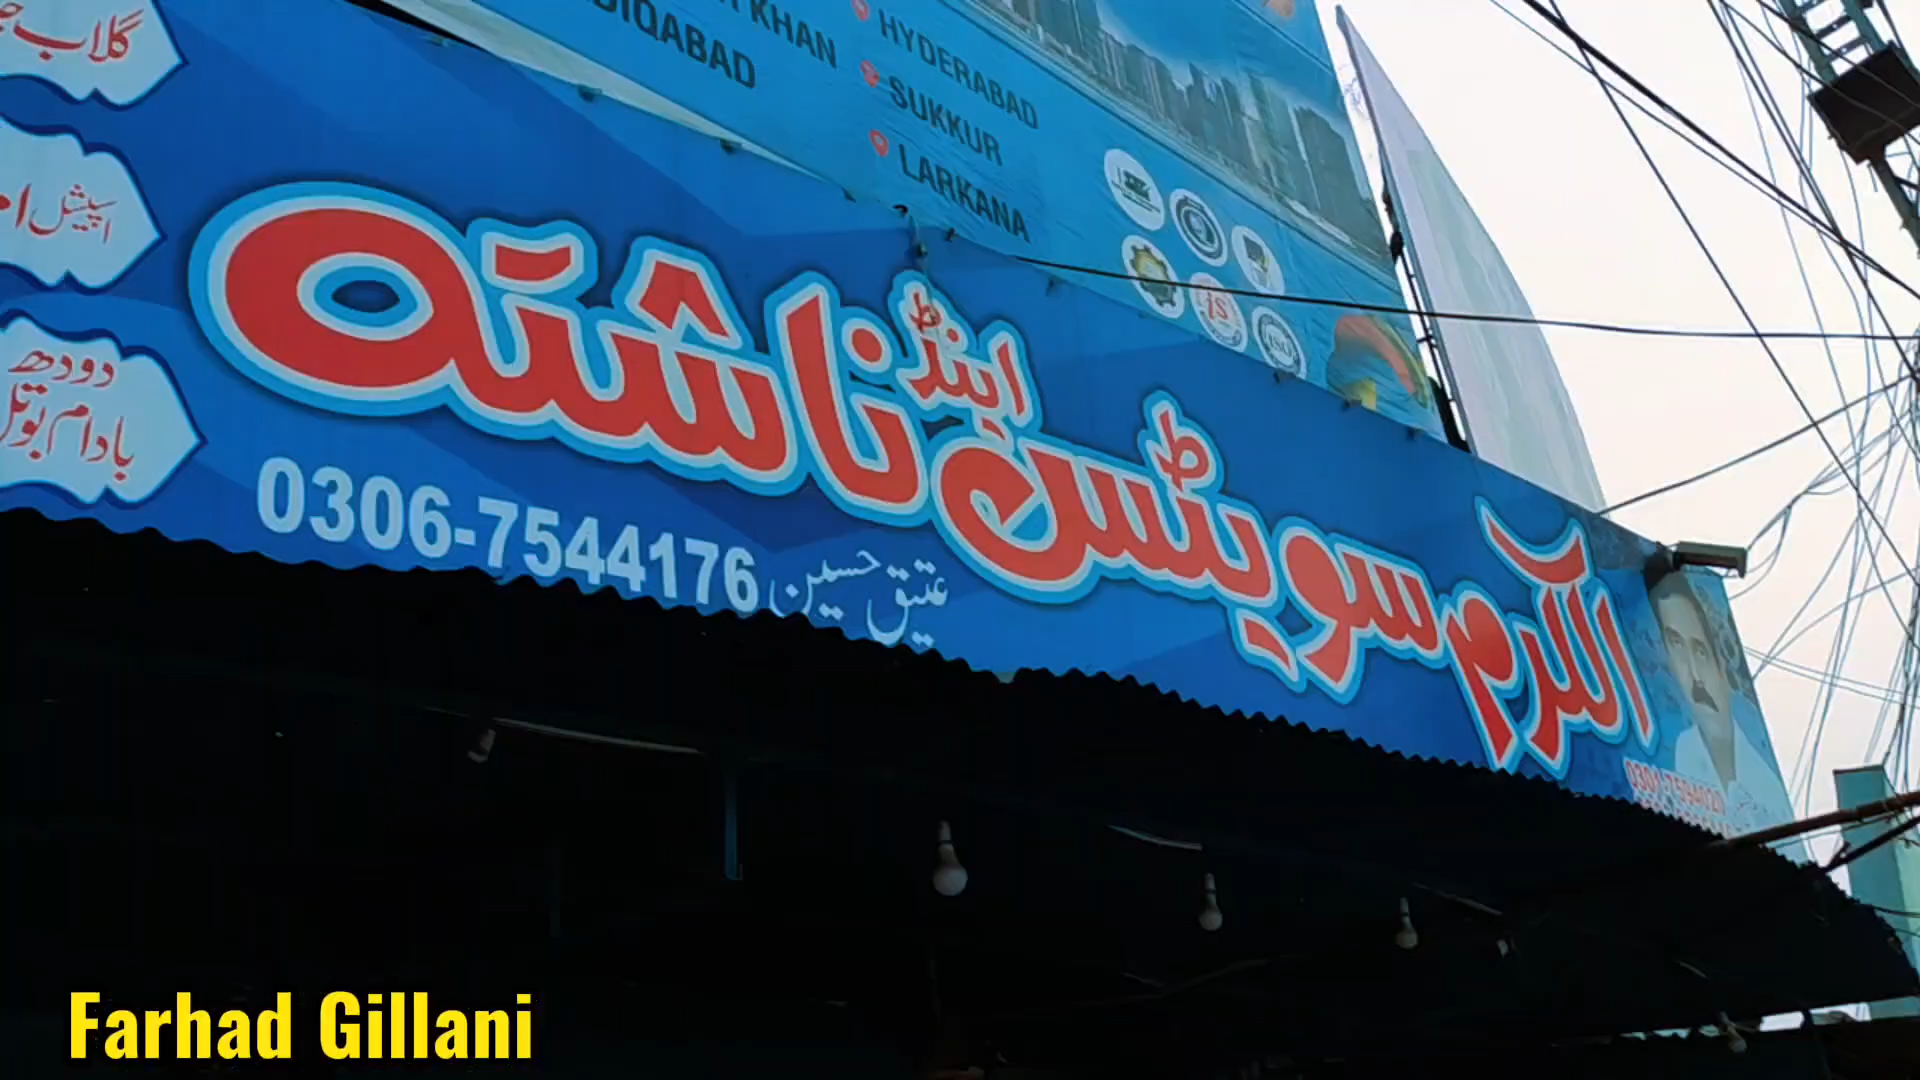 KHAN
HYDERABAD
SUKKUR
LARKANA
گلاب
اسپیشل
دودھ
بادام بوتل
اکرم سویٹس اینڈ ناشتہ
0306-7544176 عتیق حسین
Farhad Gillani